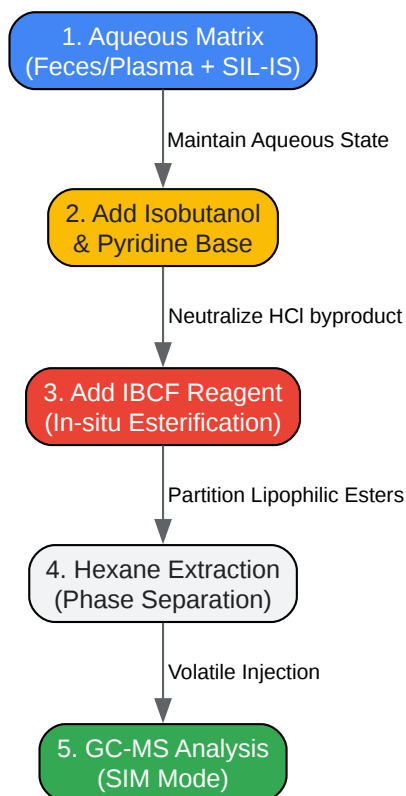 1. Aqueous Matrix
(Feces/Plasma + SIL-IS)
Maintain Aqueous State
2. Add Isobutanol
& Pyridine Base
Neutralize HCl byproduct
3. Add IBCF Reagent
(In-situ Esterification)
Partition Lipophilic Esters
4. Hexane Extraction
(Phase Separation)
Volatile Injection
5. GC-MS Analysis
(SIM Mode)